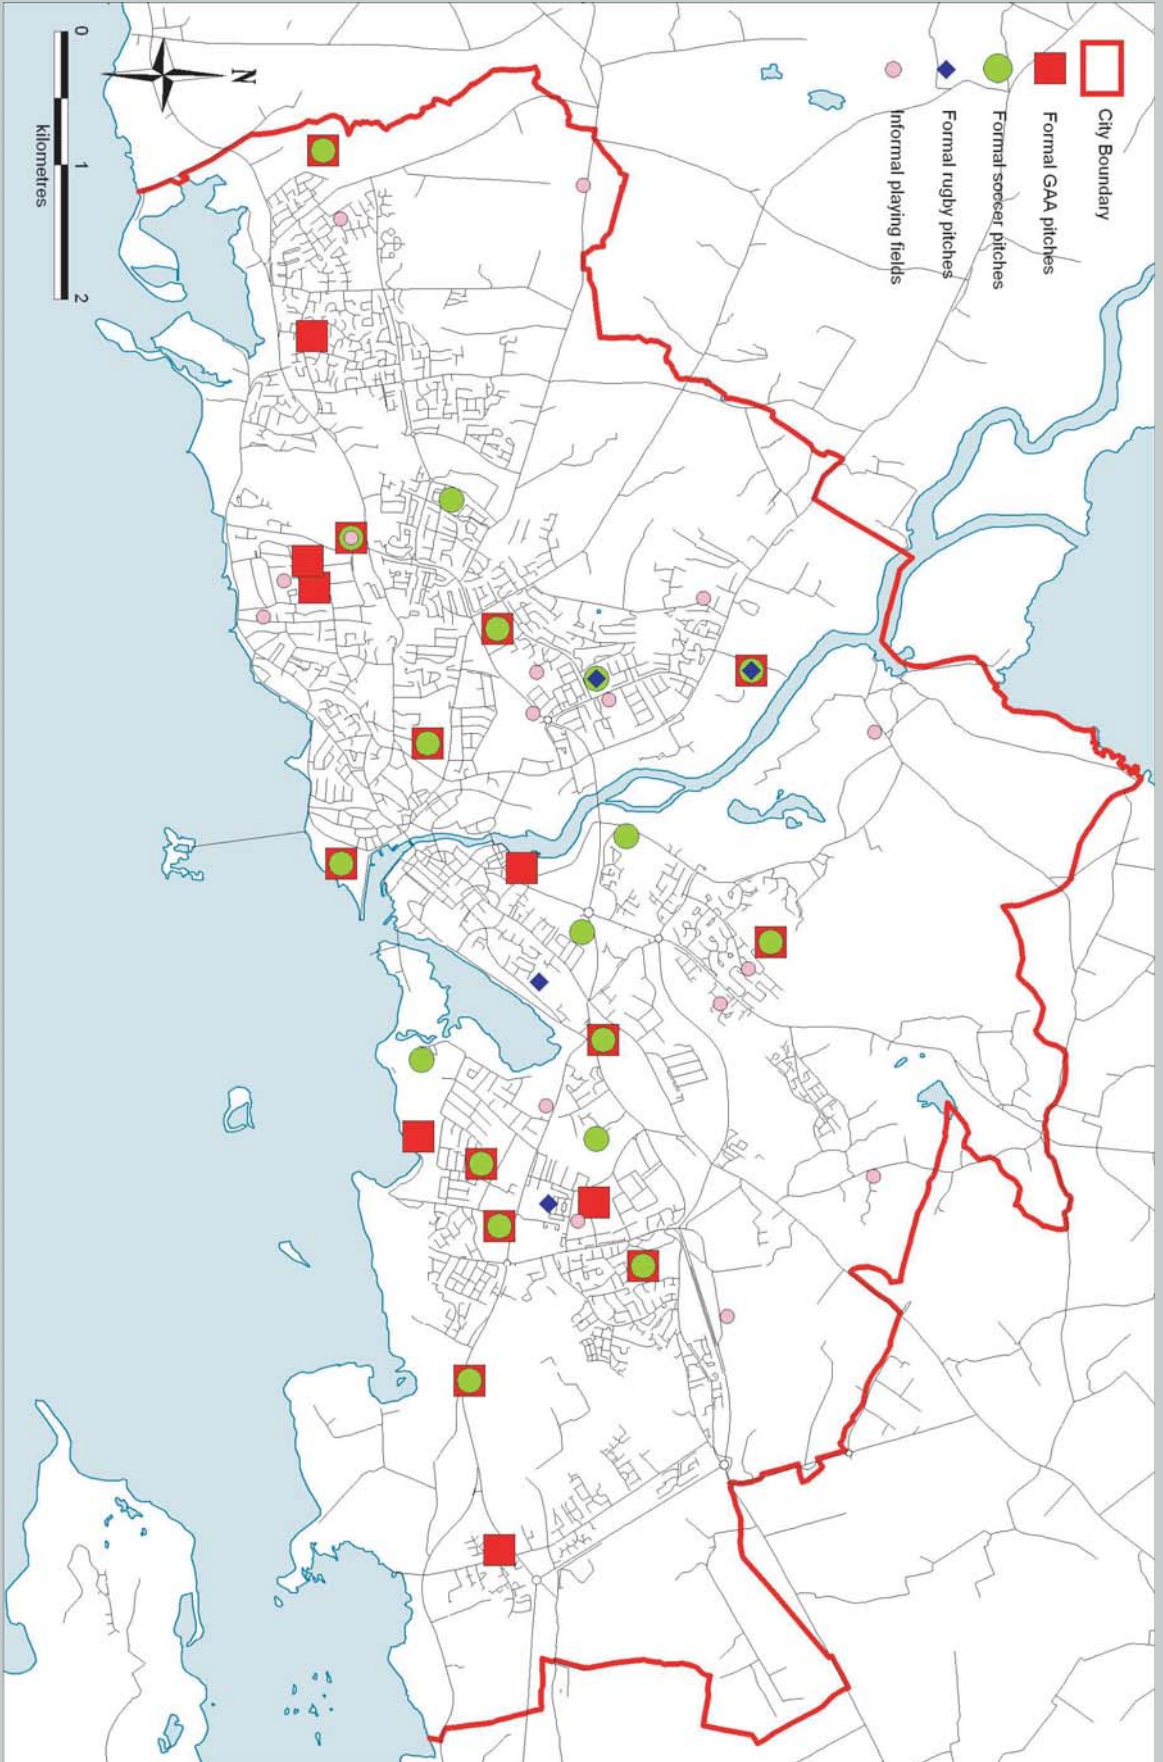 City Boundary
Formal GAA pitches
Formal soccer pitches
Formal rugby pitches
Informal playing fields
N
0 1 2
kilometres